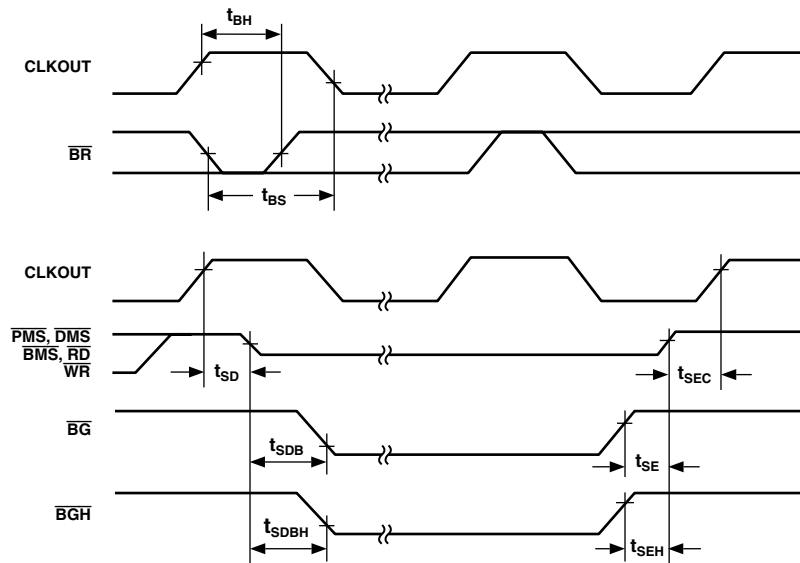 tBH
CLKOUT
BR
tBS
CLKOUT
PMS, DMS
BMS, RD
WR
tSD
tSEC
BG
tSDB
tSE
BGH
tSDBH
tSEH